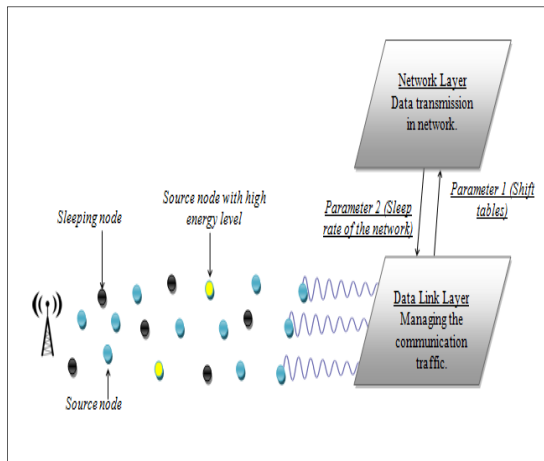 Network Layer
Data transmission
in network.
Parameter 1 (Shift
tables)
Parameter 2 (Sleep
rate of the network)
Source node with high
energy level
Sleeping node
Data Link Layer
Managing the
communication
traffic.
Source node